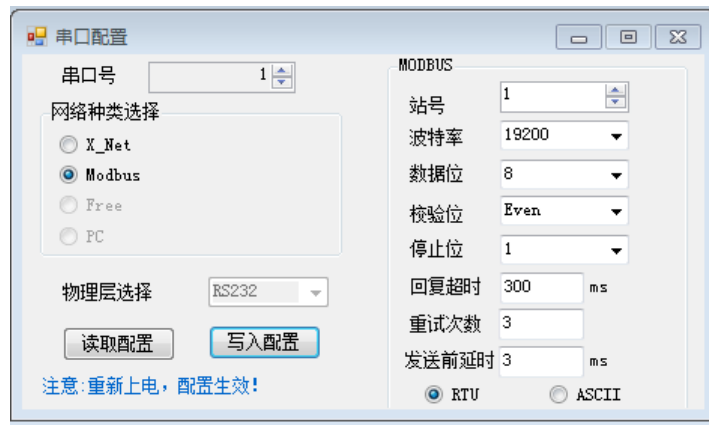 串口配置
串口号 1
网络种类选择
X_Net
Modbus
Free
PC
物理层选择 RS232
读取配置 写入配置
注意:重新上电，配置生效!
MODBUS
站号 1
波特率 19200
数据位 8
校验位 Even
停止位 1
回复超时 300 ms
重试次数 3
发送前延时 3 ms
RTU ASCII